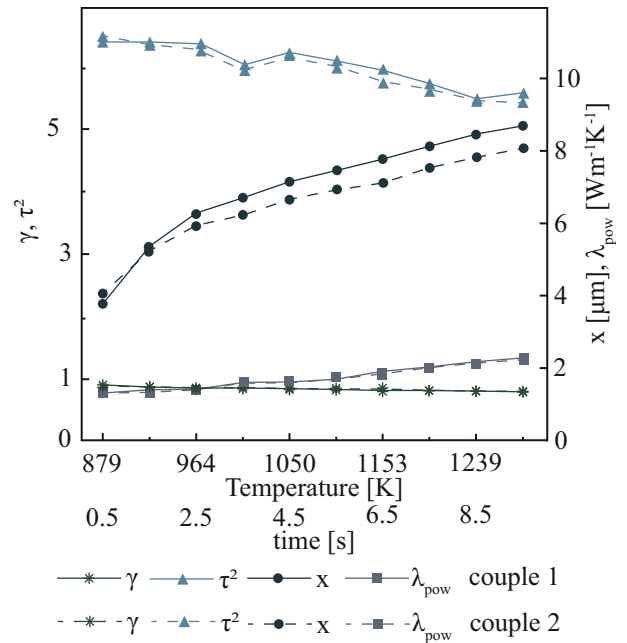 γ, τ²
5
3
1
0
10
8
6
4
2
0
x [μm], λpow [Wm⁻¹K⁻¹]
879 964 1050 1153 1239
Temperature [K]
0.5 2.5 4.5 6.5 8.5
time [s]
γ τ² x λpow couple 1
γ τ² x λpow couple 2